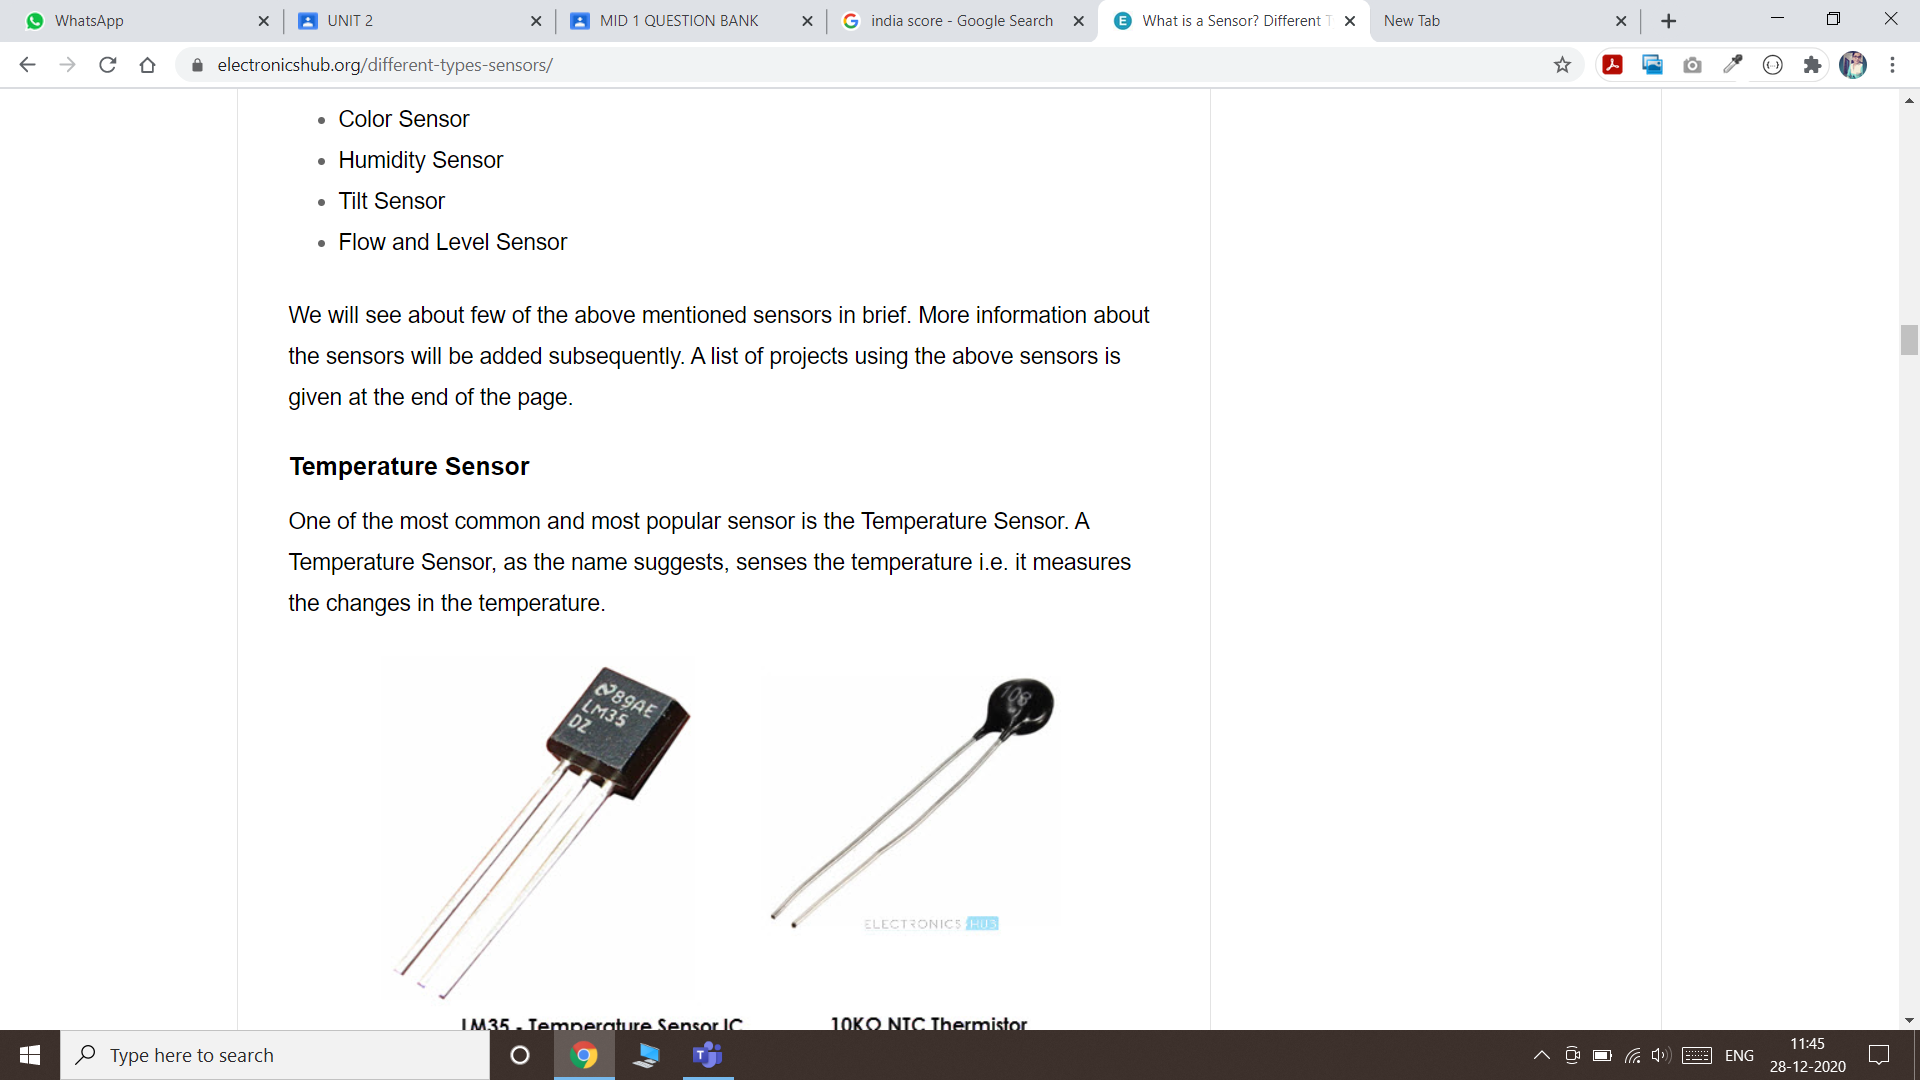 WhatsApp
UNIT 2
MID 1 QUESTION BANK
india score - Google Search
What is a Sensor? Different T
New Tab
electronicshub.org/different-types-sensors/
Color Sensor
Humidity Sensor
Tilt Sensor
Flow and Level Sensor
We will see about few of the above mentioned sensors in brief. More information about
the sensors will be added subsequently. A list of projects using the above sensors is
given at the end of the page.
Temperature Sensor
One of the most common and most popular sensor is the Temperature Sensor. A
Temperature Sensor, as the name suggests, senses the temperature i.e. it measures
the changes in the temperature.
89AE
LM35
DZ
103
ELECTRONICS HUB
LM35 - Temperature Sensor IC
10KΩ NTC Thermistor
Type here to search
ENG
11:45
28-12-2020